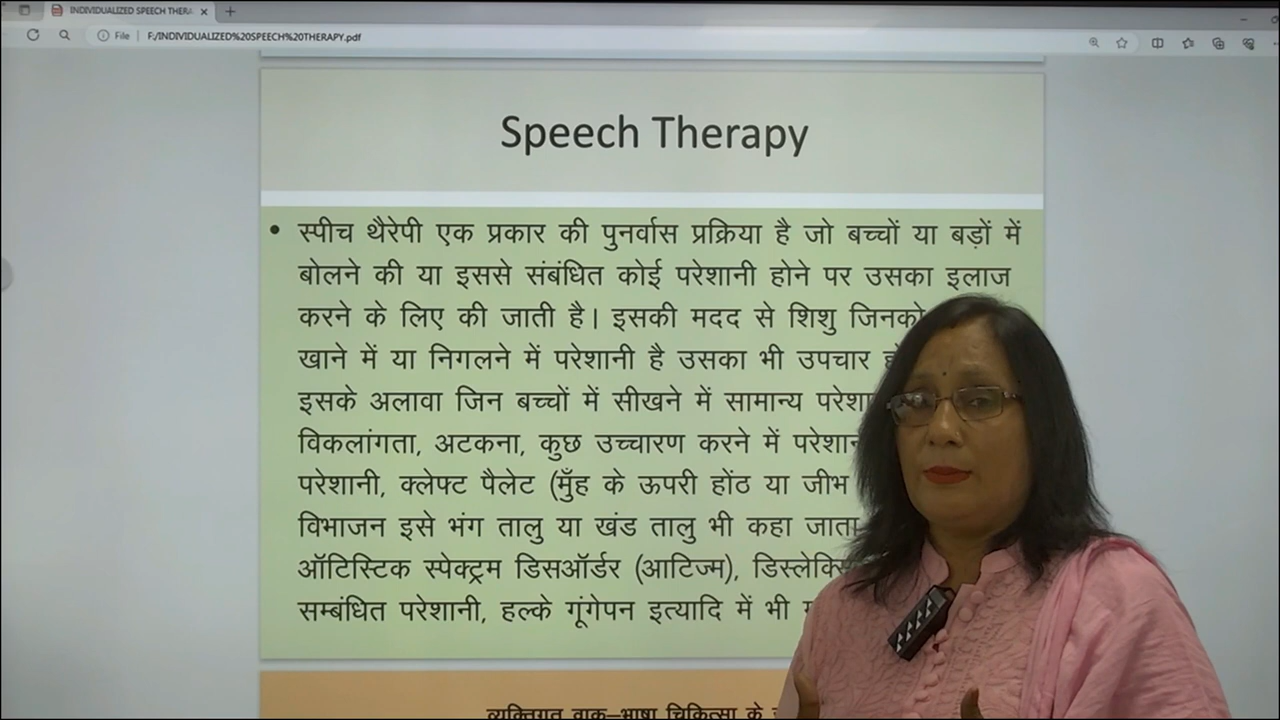 INDIVIDUALIZED SPEECH THERA
File F:/INDIVIDUALIZED%20SPEECH%20THERAPY.pdf
Speech Therapy
• स्पीच थैरेपी एक प्रकार की पुनर्वास प्रक्रिया है जो बच्चों या बड़ों में
बोलने की या इससे संबंधित कोई परेशानी होने पर उसका इलाज
करने के लिए की जाती है। इसकी मदद से शिशु जिनको
खाने में या निगलने में परेशानी है उसका भी उपचार
इसके अलावा जिन बच्चों में सीखने में सामान्य
विकलांगता, अटकना, कुछ उच्चारण करने में
परेशानी, क्लेफ्ट पैलेट (मुँह के ऊपरी होंठ या जीभ
विभाजन इसे भंग तालु या खंड तालु भी कहा जाता
ऑटिस्टिक स्पेक्ट्रम डिसऑर्डर (आटिज्म),
सम्बंधित परेशानी, हल्के गूंगेपन इत्यादि में भी
व्यक्तिगत वाक्–भाषा चिकित्सा के